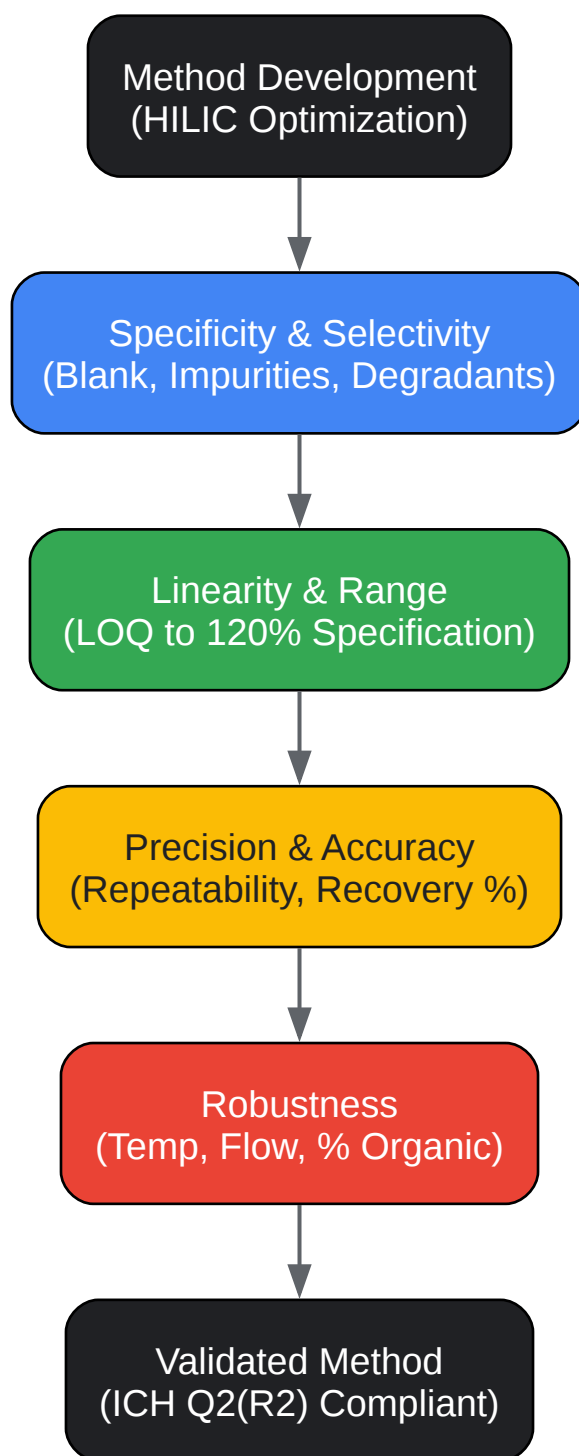 Method Development
(HILIC Optimization)
Specificity & Selectivity
(Blank, Impurities, Degradants)
Linearity & Range
(LOQ to 120% Specification)
Precision & Accuracy
(Repeatability, Recovery %)
Robustness
(Temp, Flow, % Organic)
Validated Method
(ICH Q2(R2) Compliant)